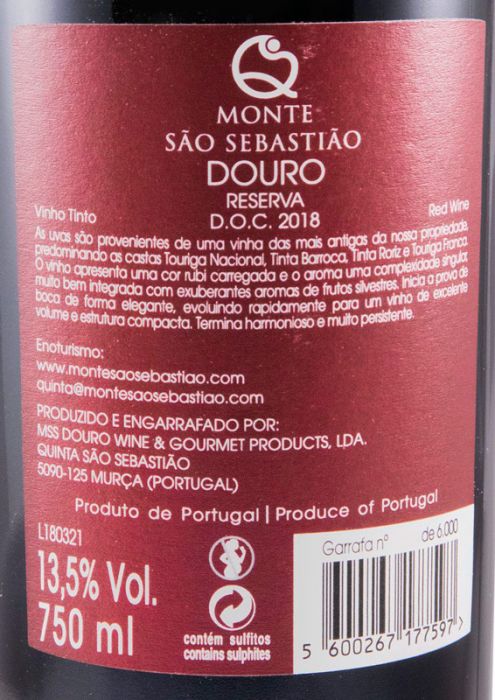 MONTE
SÃO SEBASTIÃO
DOURO
RESERVA
D.O.C. 2018
Vinho Tinto
Red Wine
As uvas são provenientes de uma vinha das mais antigas da nossa propriedade,
predominando as castas Touriga Nacional, Tinta Barroca, Tinta Roriz e Touriga Franca.
O vinho apresenta uma cor rubi carregada e o aroma uma complexidade singular,
muito bem integrada com exuberantes aromas de frutos silvestres. Inicia a prova de
boca de forma elegante, evoluindo rapidamente para um vinho de excelente
volume e estrutura compacta. Termina harmonioso e muito persistente.
Enoturismo:
www.montesaosebastiao.com
quinta@montesaosebastiao.com
PRODUZIDO E ENGARRAFADO POR:
MSS DOURO WINE & GOURMET PRODUCTS, LDA.
QUINTA SÃO SEBASTIÃO
5090-125 MURÇA (PORTUGAL)
Produto de Portugal | Produce of Portugal
L180321
13,5% Vol.
750 ml
contém sulfitos
contains sulphites
Garrafa nº de 6.000
5 600267 177597 >